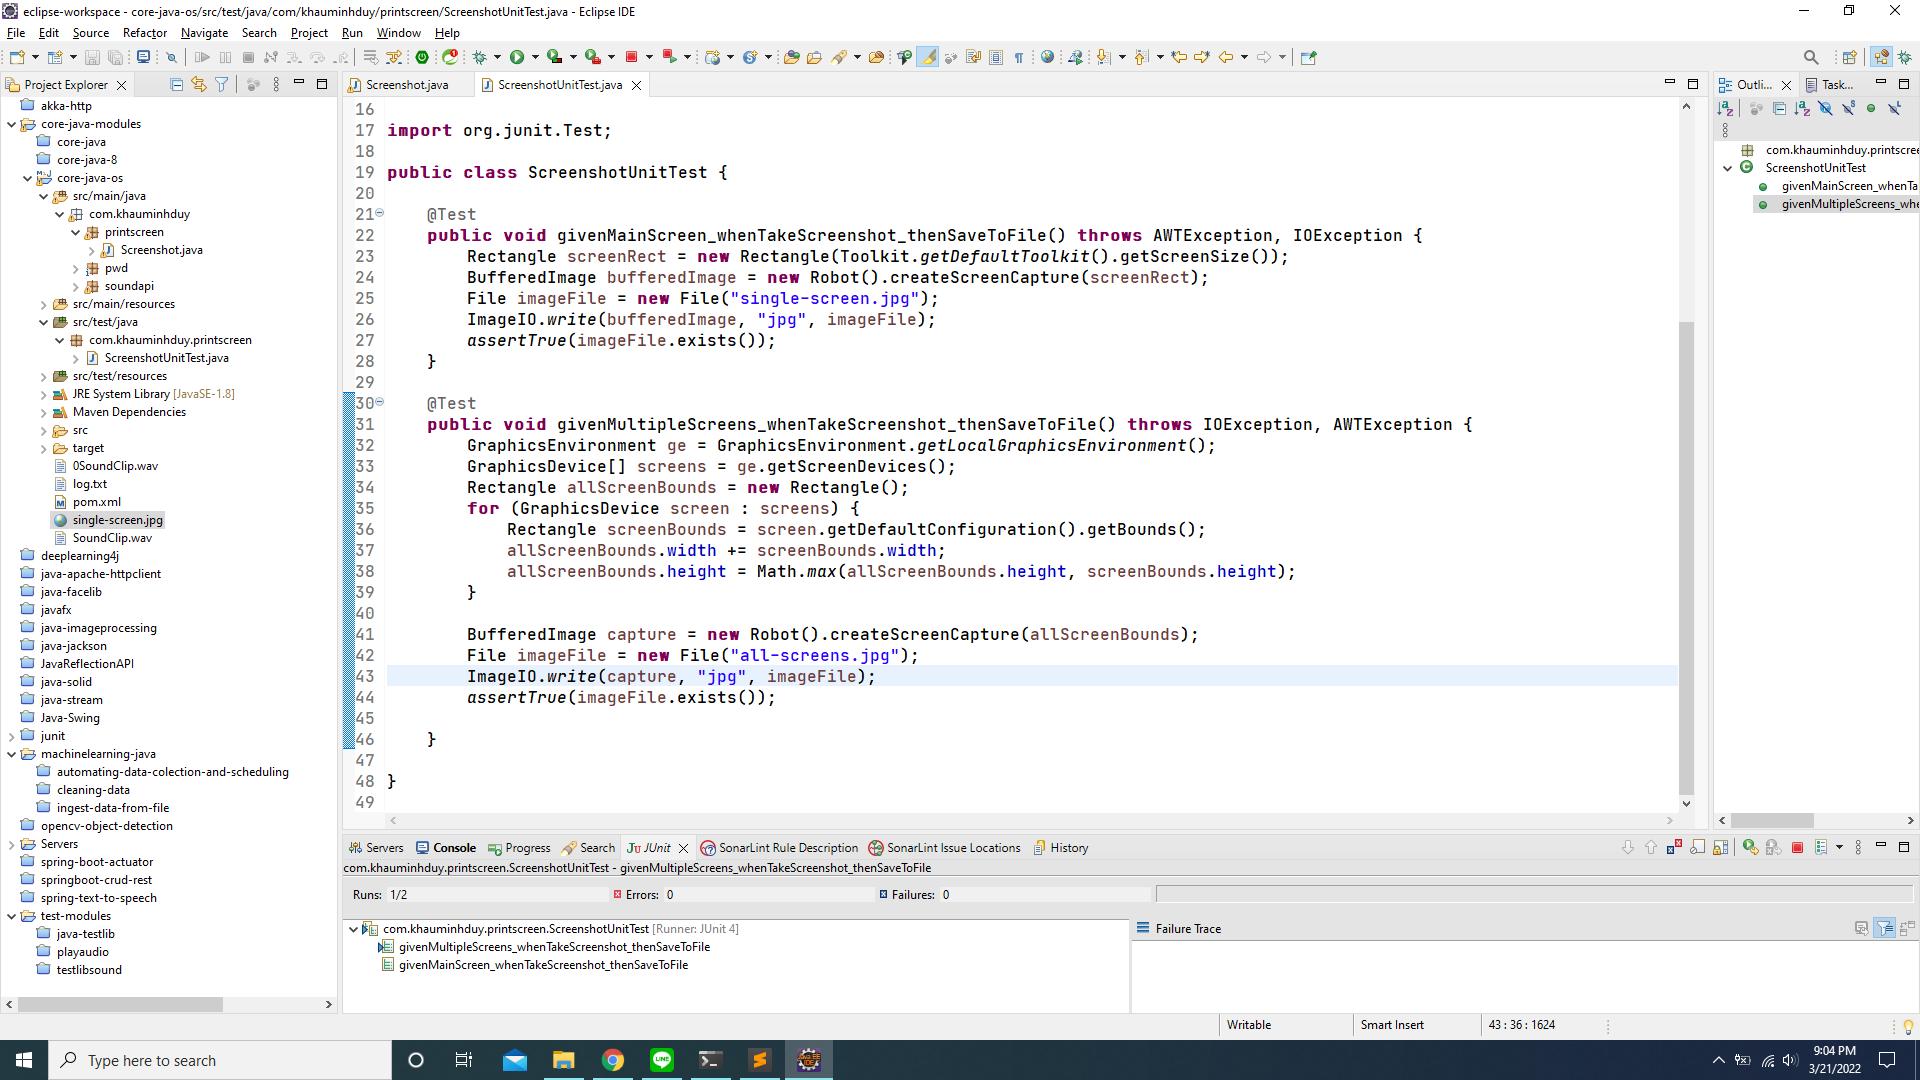 eclipse-workspace - core-java-os/src/test/java/com/khauminhduy/printscreen/ScreenshotUnitTest.java - Eclipse IDE
File Edit Source Refactor Navigate Search Project Run Window Help
Project Explorer
akka-http
core-java-modules
core-java
core-java-8
core-java-os
src/main/java
com.khauminhduy
printscreen
Screenshot.java
pwd
soundapi
src/main/resources
src/test/java
com.khauminhduy.printscreen
ScreenshotUnitTest.java
src/test/resources
JRE System Library [JavaSE-1.8]
Maven Dependencies
src
target
0SoundClip.wav
log.txt
pom.xml
single-screen.jpg
SoundClip.wav
deeplearning4j
java-apache-httpclient
java-facelib
javafx
java-imageprocessing
java-jackson
JavaReflectionAPI
java-solid
java-stream
Java-Swing
junit
machinelearning-java
automating-data-colection-and-scheduling
cleaning-data
ingest-data-from-file
opencv-object-detection
Servers
spring-boot-actuator
springboot-crud-rest
spring-text-to-speech
test-modules
java-testlib
playaudio
testlibsound
Screenshot.java ScreenshotUnitTest.java
16
17 import org.junit.Test;
18
19 public class ScreenshotUnitTest {
20
21 @Test
22 public void givenMainScreen_whenTakeScreenshot_thenSaveToFile() throws AWTException, IOException {
23 Rectangle screenRect = new Rectangle(Toolkit.getDefaultToolkit().getScreenSize());
24 BufferedImage bufferedImage = new Robot().createScreenCapture(screenRect);
25 File imageFile = new File("single-screen.jpg");
26 ImageIO.write(bufferedImage, "jpg", imageFile);
27 assertTrue(imageFile.exists());
28 }
29
30 @Test
31 public void givenMultipleScreens_whenTakeScreenshot_thenSaveToFile() throws IOException, AWTException {
32 GraphicsEnvironment ge = GraphicsEnvironment.getLocalGraphicsEnvironment();
33 GraphicsDevice[] screens = ge.getScreenDevices();
34 Rectangle allScreenBounds = new Rectangle();
35 for (GraphicsDevice screen : screens) {
36 Rectangle screenBounds = screen.getDefaultConfiguration().getBounds();
37 allScreenBounds.width += screenBounds.width;
38 allScreenBounds.height = Math.max(allScreenBounds.height, screenBounds.height);
39 }
40
41 BufferedImage capture = new Robot().createScreenCapture(allScreenBounds);
42 File imageFile = new File("all-screens.jpg");
43 ImageIO.write(capture, "jpg", imageFile);
44 assertTrue(imageFile.exists());
45
46 }
47
48 }
49
Outli... Task...
com.khauminhduy.printscree
ScreenshotUnitTest
givenMainScreen_whenTa
givenMultipleScreens_whe
Servers Console Progress Search JUnit SonarLint Rule Description SonarLint Issue Locations History
com.khauminhduy.printscreen.ScreenshotUnitTest - givenMultipleScreens_whenTakeScreenshot_thenSaveToFile
Runs: 1/2 Errors: 0 Failures: 0
com.khauminhduy.printscreen.ScreenshotUnitTest [Runner: JUnit 4]
givenMultipleScreens_whenTakeScreenshot_thenSaveToFile
givenMainScreen_whenTakeScreenshot_thenSaveToFile
Failure Trace
Writable Smart Insert 43 : 36 : 1624
Type here to search
9:04 PM
3/21/2022